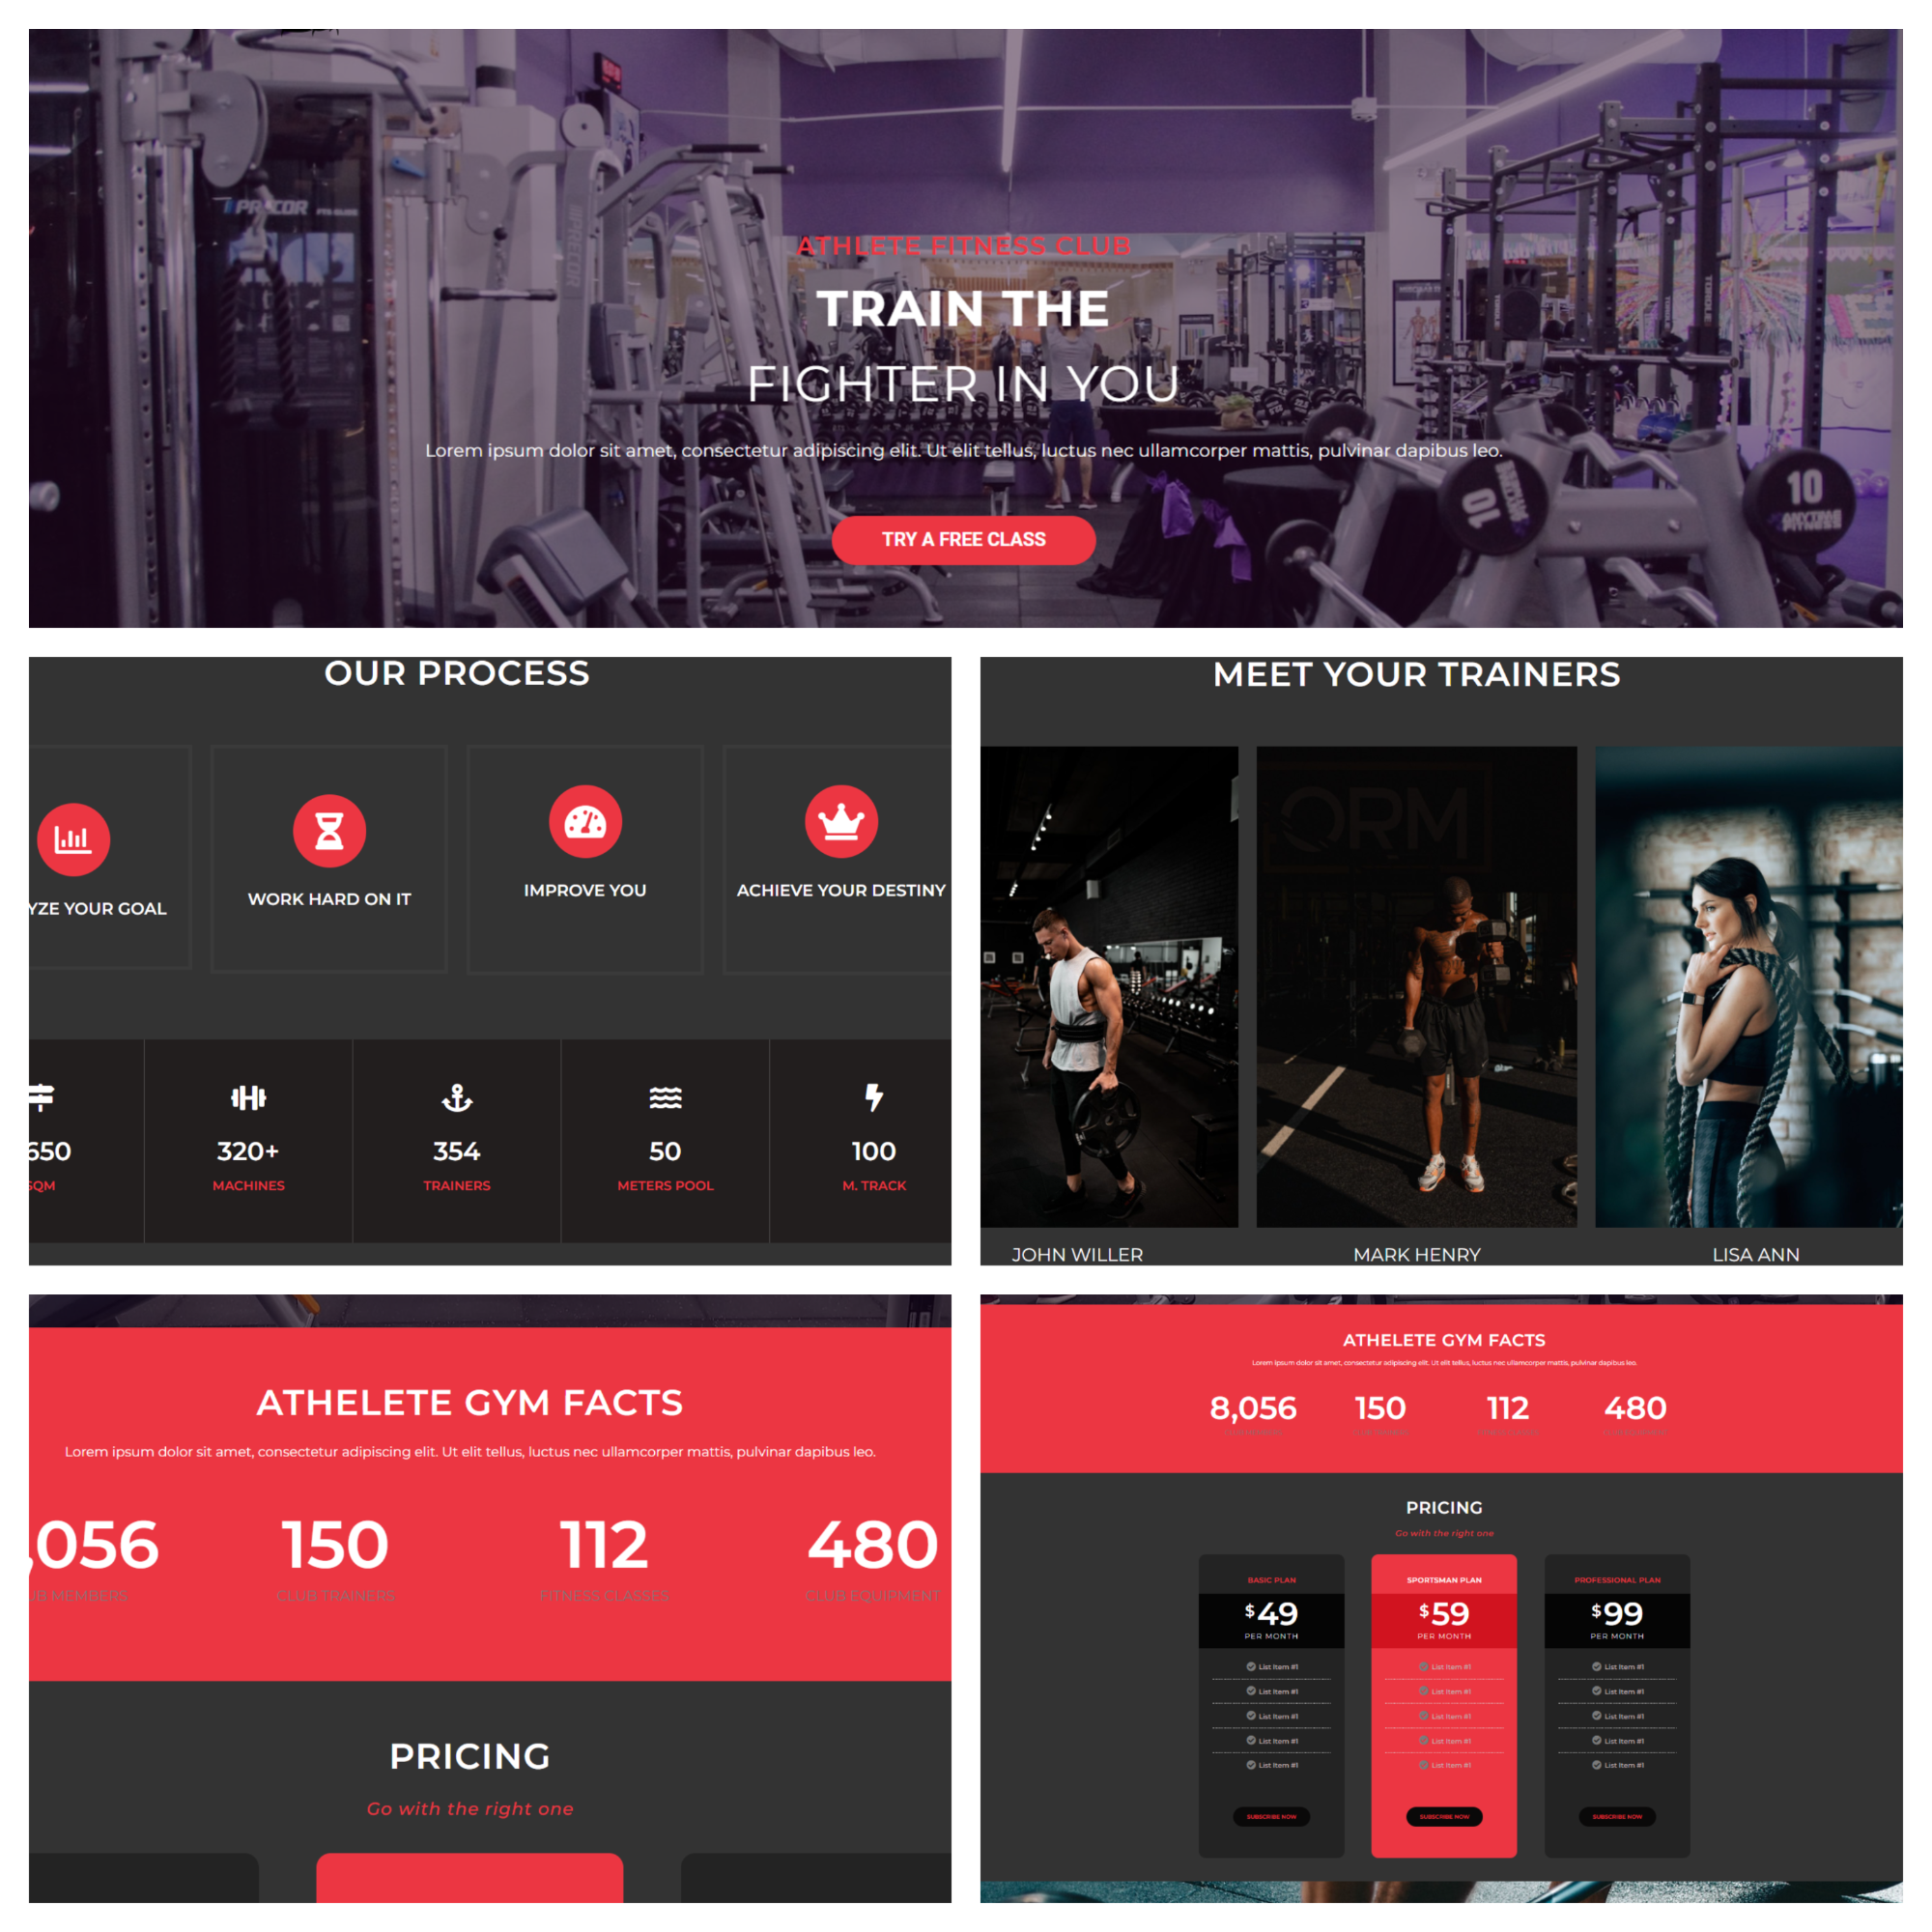 PRECOR
PRECOR
ATHLETE FITNESS CLUB
TRAIN THE
FIGHTER IN YOU
Lorem ipsum dolor sit amet, consectetur adipiscing elit. Ut elit tellus, luctus nec ullamcorper mattis, pulvinar dapibus leo.
TRY A FREE CLASS
10
ANYTIME
FITNESS
10
ANYTIME
FITNESS
OUR PROCESS
YZE YOUR GOAL
WORK HARD ON IT
IMPROVE YOU
ACHIEVE YOUR DESTINY
650
SQM
320+
MACHINES
354
TRAINERS
50
METERS POOL
100
M. TRACK
MEET YOUR TRAINERS
ORM
JOHN WILLER
MARK HENRY
LISA ANN
ATHELETE GYM FACTS
Lorem ipsum dolor sit amet, consectetur adipiscing elit. Ut elit tellus, luctus nec ullamcorper mattis, pulvinar dapibus leo.
,056
UB MEMBERS
150
CLUB TRAINERS
112
FITNESS CLASSES
480
CLUB EQUIPMENT
PRICING
Go with the right one
ATHELETE GYM FACTS
Lorem ipsum dolor sit amet, consectetur adipiscing elit. Ut elit tellus, luctus nec ullamcorper mattis, pulvinar dapibus leo.
8,056
150
112
480
PRICING
Go with the right one
BASIC PLAN
$49
PER MONTH
List Item #1
List Item #1
List Item #1
List Item #1
List Item #1
SUBSCRIBE NOW
SPORTSMAN PLAN
$59
PER MONTH
List Item #1
List Item #1
List Item #1
List Item #1
List Item #1
SUBSCRIBE NOW
PROFESSIONAL PLAN
$99
PER MONTH
List Item #1
List Item #1
List Item #1
List Item #1
List Item #1
SUBSCRIBE NOW